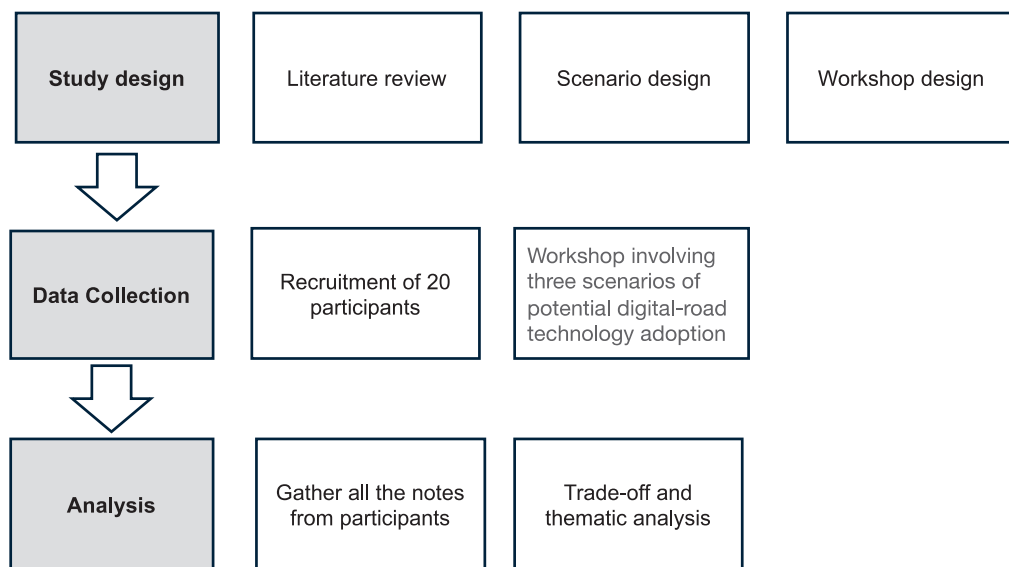 Study design
Literature review
Scenario design
Workshop design
Data Collection
Recruitment of 20
participants
Workshop involving
three scenarios of
potential digital-road
technology adoption
Analysis
Gather all the notes
from participants
Trade-off and
thematic analysis